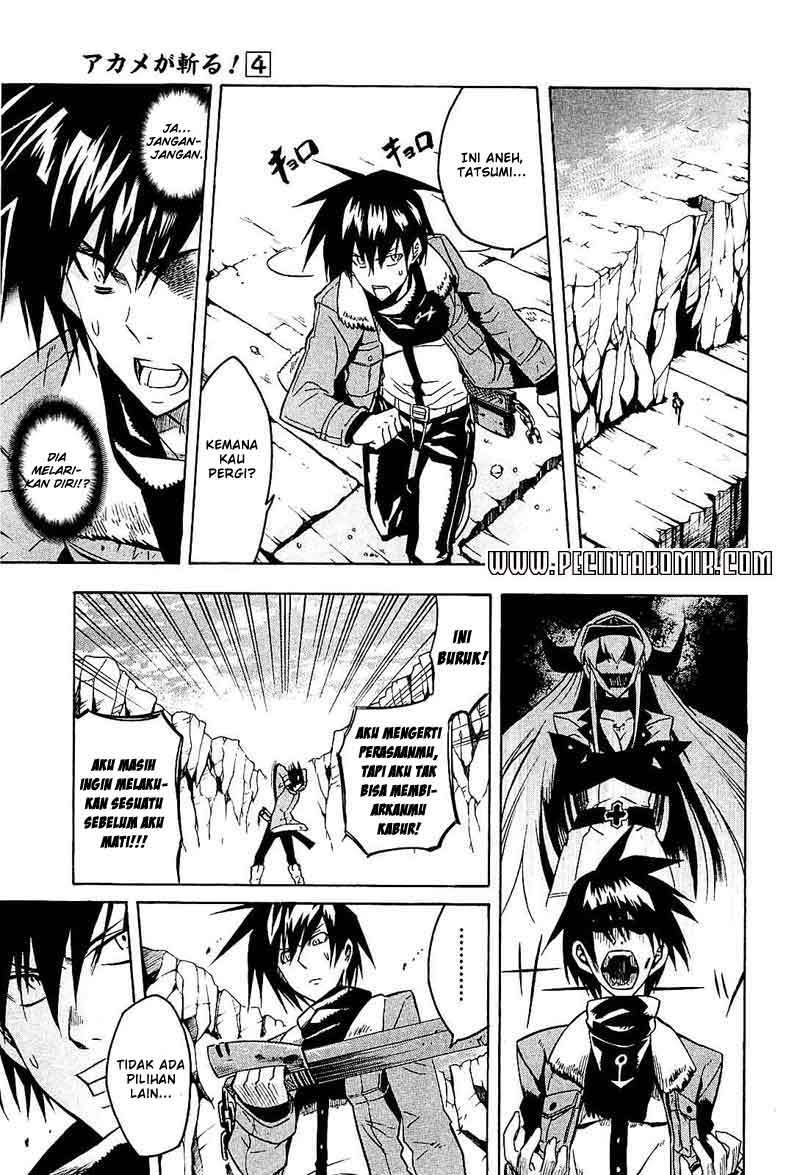 アカメが斬る! 4
INI ANEH,
TATSUMI...
キョロ
キョロ
KEMANA
KAU
PERGI?
JA...
JANGAN-
JANGAN.
DIA
MELARI-
KAN DIRI!?
WWW.PECINTAKOMIK.COM
INI
BURUK!
AKU MENGERTI
PERASAANMU,
TAPI AKU TAK
BISA MEMBI-
ARKANMU
KABUR!
AKU MASIH
INGIN MELAKU-
KAN SESUATU
SEBELUM AKU
MATI!!!
.........
TIDAK ADA
PILIHAN
LAIN...